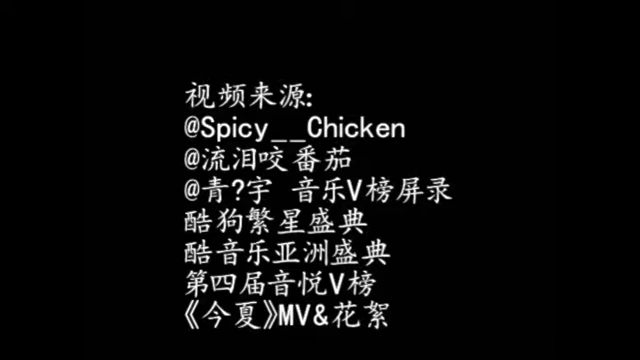 视频来源:
@Spicy__Chicken
@流泪咬番茄
@青?宇 音乐V榜屏录
酷狗繁星盛典
酷音乐亚洲盛典
第四届音悦V榜
《今夏》MV&花絮